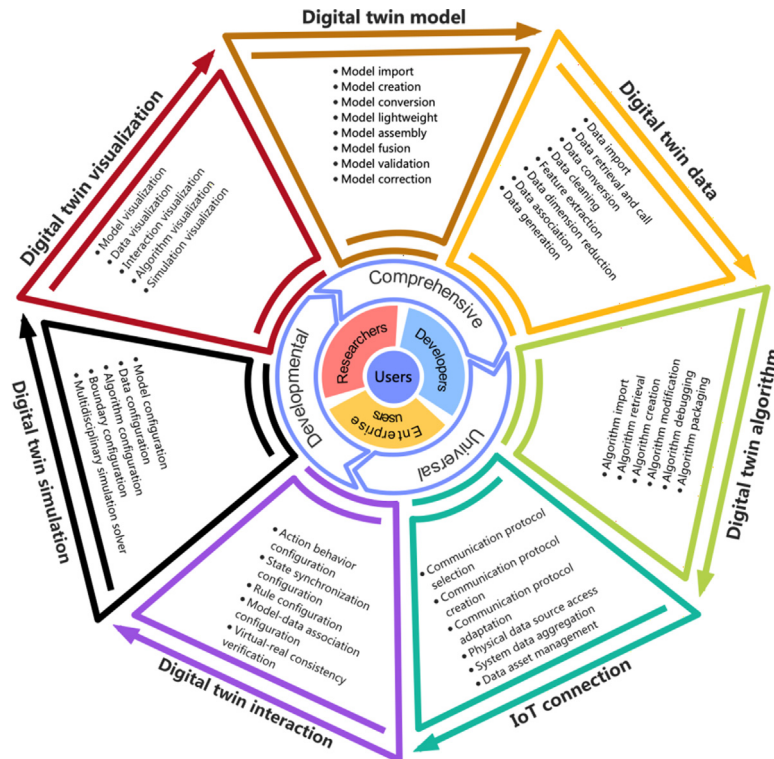 Digital twin model
• Model import
• Model creation
• Model conversion
• Model lightweight
• Model assembly
• Model fusion
• Model validation
• Model correction
Digital twin data
• Data import
• Data retrieval and call
• Data conversion
• Data cleaning
• Feature extraction
• Data dimension reduction
• Data association
• Data generation
Digital twin algorithm
• Algorithm import
• Algorithm retrieval
• Algorithm creation
• Algorithm modification
• Algorithm debugging
• Algorithm packaging
IoT connection
• Communication protocol
selection
• Communication protocol
creation
• Communication protocol
adaptation
• Physical data source access
• System data aggregation
• Data asset management
Digital twin interaction
• Action behavior
configuration
• State synchronization
configuration
• Rule configuration
• Model-data association
configuration
• Virtual-real consistency
verification
Digital twin simulation
• Model configuration
• Data configuration
• Algorithm configuration
• Boundary configuration
• Multidisciplinary simulation solver
Digital twin visualization
• Model visualization
• Data visualization
• Interaction visualization
• Algorithm visualization
• Simulation visualization
Comprehensive
Universal
Developmental
Researchers
Developers
Enterprise
users
Users